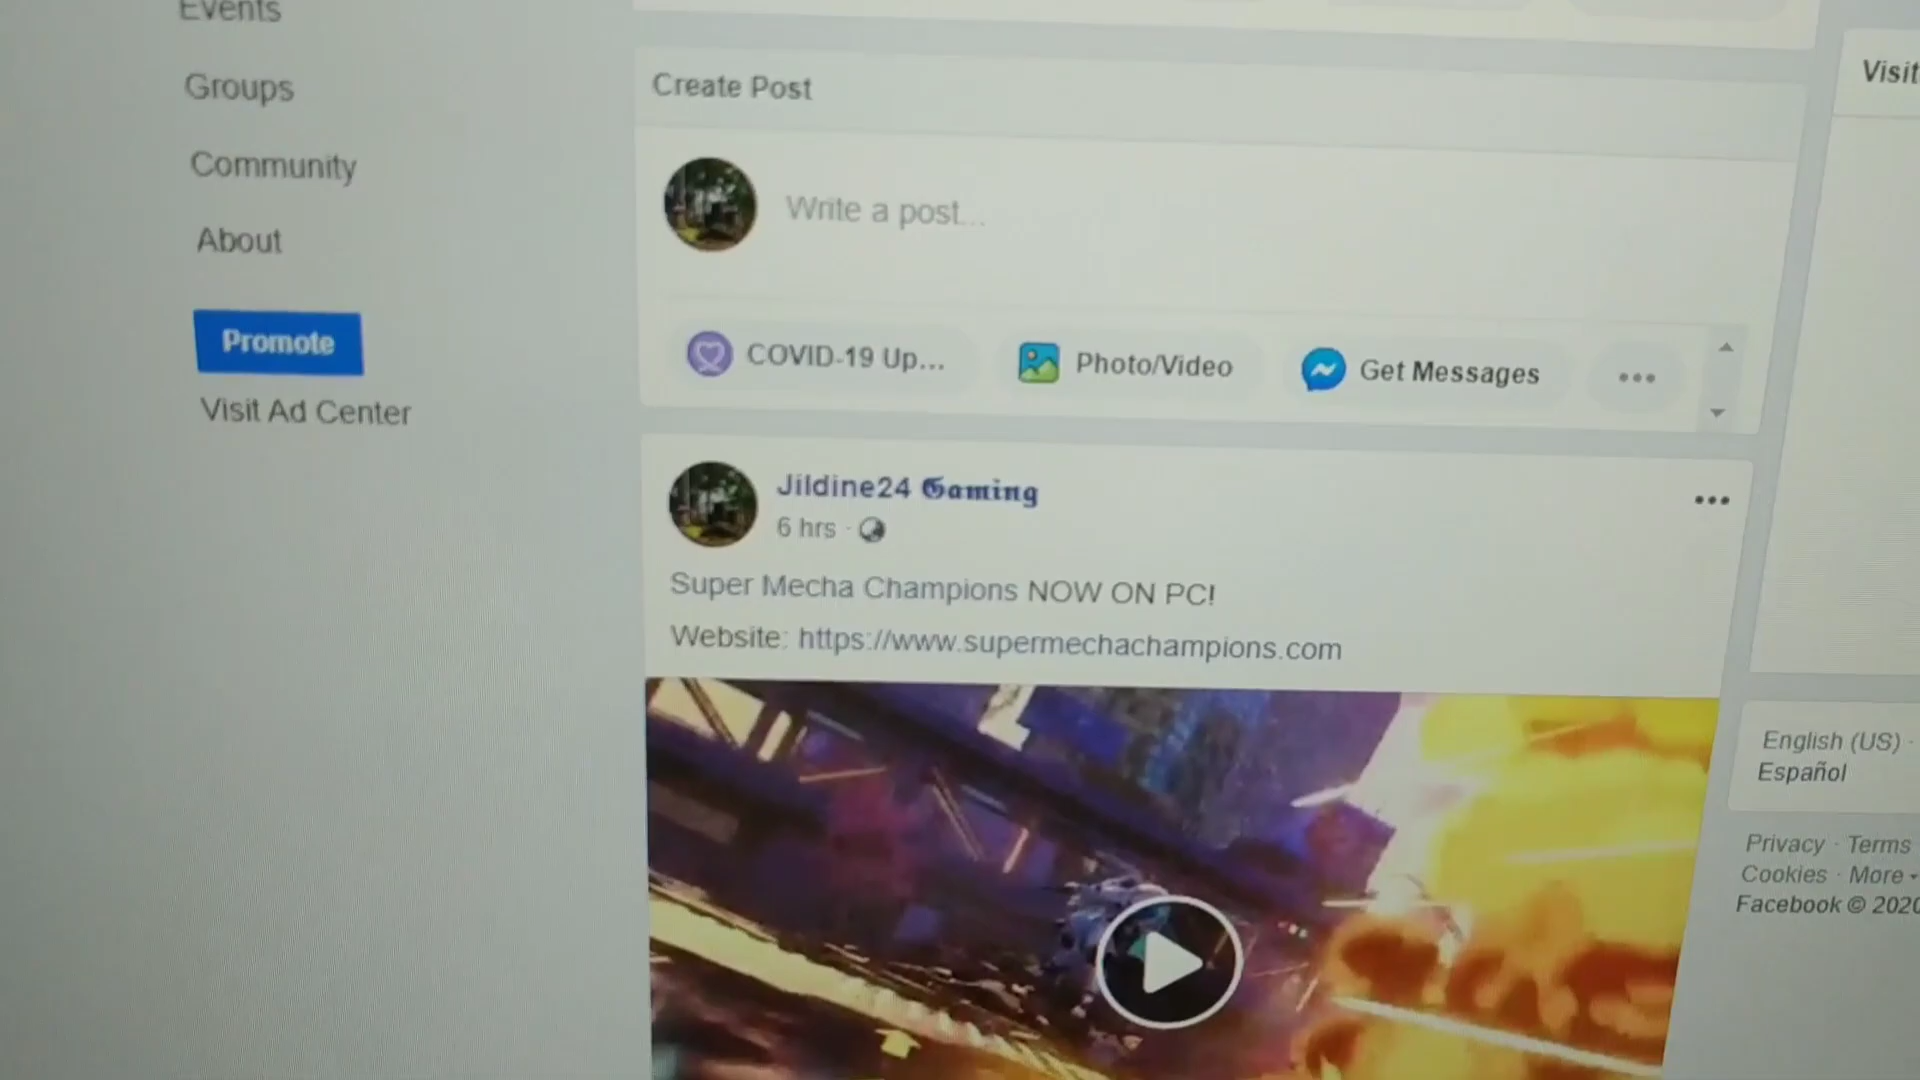 Events
Groups
Community
About
Promote
Visit Ad Center
Create Post
Write a post...
COVID-19 Up...
Photo/Video
Get Messages
Jildine24 𝕲𝖆𝖒𝖎𝖓𝖌
6 hrs ·
Super Mecha Champions NOW ON PC!
Website: https://www.supermechachampions.com
Visit
English (US) ·
Español
Privacy · Terms
Cookies · More
Facebook © 2020